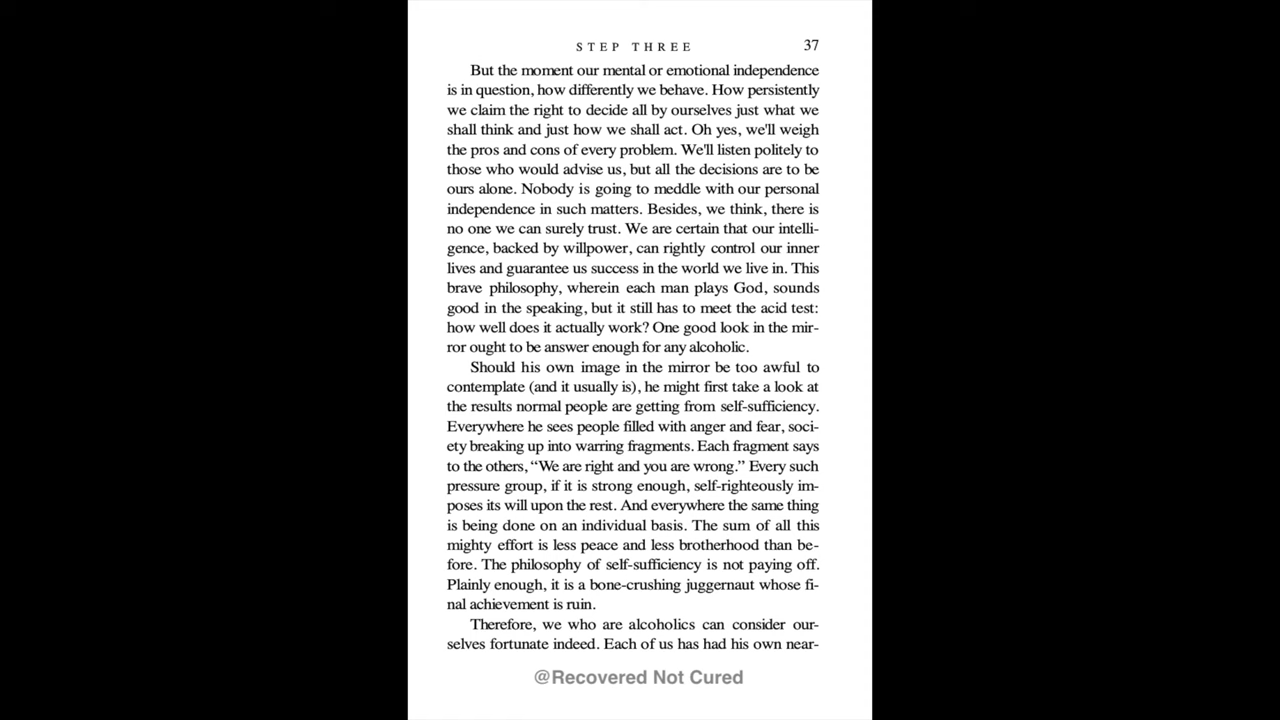 STEP THREE 37
But the moment our mental or emotional independence
is in question, how differently we behave. How persistently
we claim the right to decide all by ourselves just what we
shall think and just how we shall act. Oh yes, we'll weigh
the pros and cons of every problem. We'll listen politely to
those who would advise us, but all the decisions are to be
ours alone. Nobody is going to meddle with our personal
independence in such matters. Besides, we think, there is
no one we can surely trust. We are certain that our intelli-
gence, backed by willpower, can rightly control our inner
lives and guarantee us success in the world we live in. This
brave philosophy, wherein each man plays God, sounds
good in the speaking, but it still has to meet the acid test:
how well does it actually work? One good look in the mir-
ror ought to be answer enough for any alcoholic.
Should his own image in the mirror be too awful to
contemplate (and it usually is), he might first take a look at
the results normal people are getting from self-sufficiency.
Everywhere he sees people filled with anger and fear, soci-
ety breaking up into warring fragments. Each fragment says
to the others, “We are right and you are wrong.” Every such
pressure group, if it is strong enough, self-righteously im-
poses its will upon the rest. And everywhere the same thing
is being done on an individual basis. The sum of all this
mighty effort is less peace and less brotherhood than be-
fore. The philosophy of self-sufficiency is not paying off.
Plainly enough, it is a bone-crushing juggernaut whose fi-
nal achievement is ruin.
Therefore, we who are alcoholics can consider our-
selves fortunate indeed. Each of us has had his own near-
@Recovered Not Cured